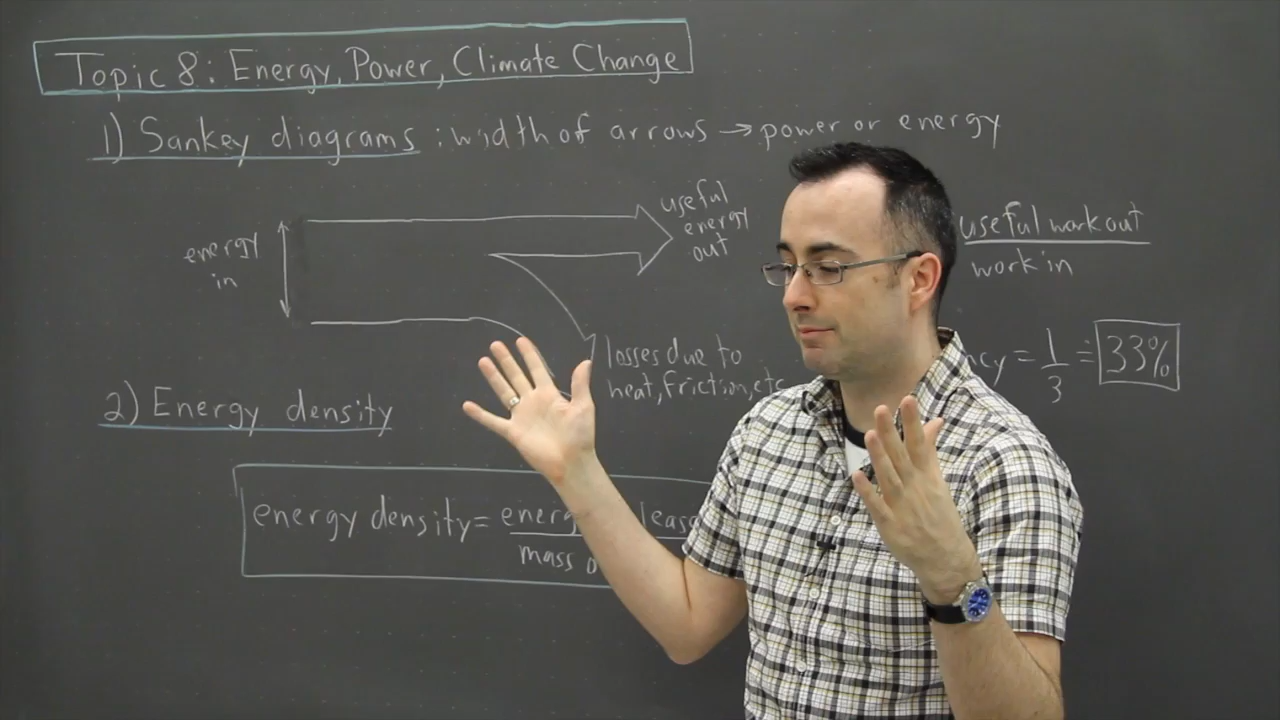 Topic 8: Energy, Power, Climate Change
1) Sankey diagrams: width of arrows → power or energy
energy
in
useful
energy
out
losses due to
heat, friction, etc
useful work out
work in
= 1/3 = 33%
2) Energy density
energy density =
mass